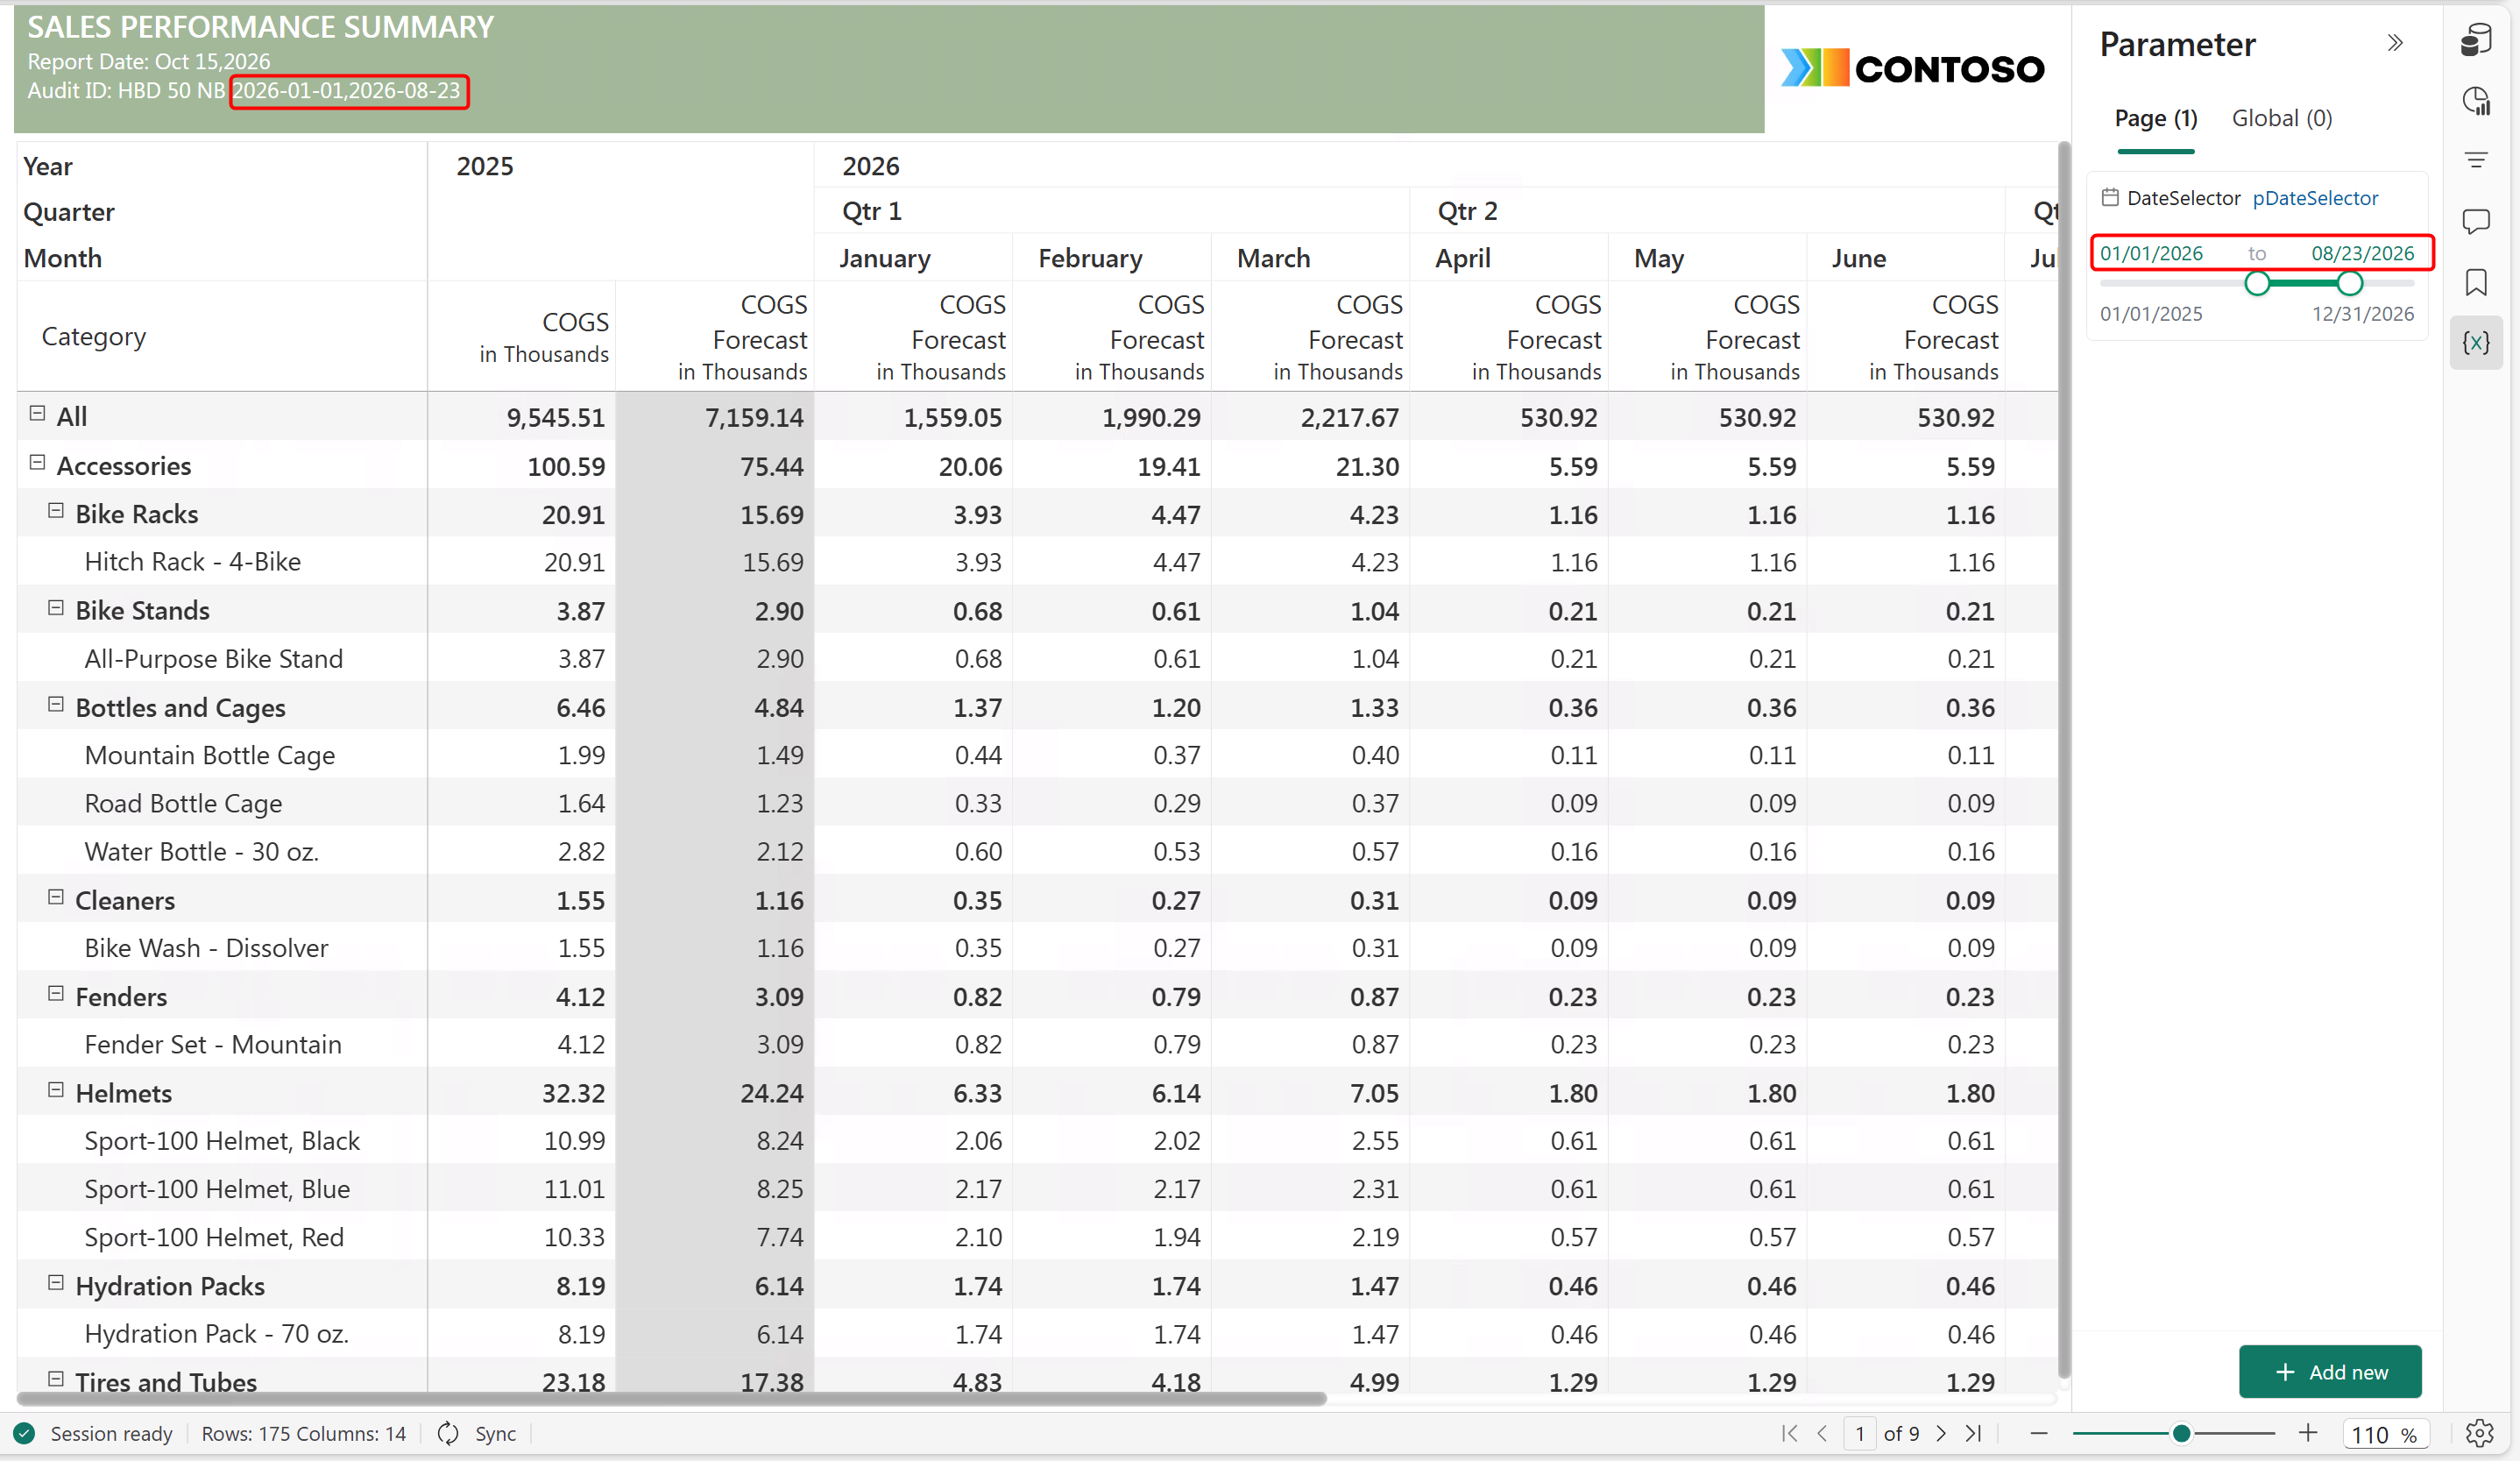 SALES PERFORMANCE SUMMARY
Report Date: Oct 15,2026
Audit ID: HBD 50 NB 2026-01-01,2026-08-23
CONTOSO
Year 2025 2026
Quarter Qtr 1 Qtr 2 Qt
Month January February March April May June Ju
Category COGS in Thousands COGS Forecast in Thousands COGS Forecast in Thousands COGS Forecast in Thousands COGS Forecast in Thousands COGS Forecast in Thousands COGS Forecast in Thousands COGS Forecast in Thousands
All 9,545.51 7,159.14 1,559.05 1,990.29 2,217.67 530.92 530.92 530.92
Accessories 100.59 75.44 20.06 19.41 21.30 5.59 5.59 5.59
Bike Racks 20.91 15.69 3.93 4.47 4.23 1.16 1.16 1.16
Hitch Rack - 4-Bike 20.91 15.69 3.93 4.47 4.23 1.16 1.16 1.16
Bike Stands 3.87 2.90 0.68 0.61 1.04 0.21 0.21 0.21
All-Purpose Bike Stand 3.87 2.90 0.68 0.61 1.04 0.21 0.21 0.21
Bottles and Cages 6.46 4.84 1.37 1.20 1.33 0.36 0.36 0.36
Mountain Bottle Cage 1.99 1.49 0.44 0.37 0.40 0.11 0.11 0.11
Road Bottle Cage 1.64 1.23 0.33 0.29 0.37 0.09 0.09 0.09
Water Bottle - 30 oz. 2.82 2.12 0.60 0.53 0.57 0.16 0.16 0.16
Cleaners 1.55 1.16 0.35 0.27 0.31 0.09 0.09 0.09
Bike Wash - Dissolver 1.55 1.16 0.35 0.27 0.31 0.09 0.09 0.09
Fenders 4.12 3.09 0.82 0.79 0.87 0.23 0.23 0.23
Fender Set - Mountain 4.12 3.09 0.82 0.79 0.87 0.23 0.23 0.23
Helmets 32.32 24.24 6.33 6.14 7.05 1.80 1.80 1.80
Sport-100 Helmet, Black 10.99 8.24 2.06 2.02 2.55 0.61 0.61 0.61
Sport-100 Helmet, Blue 11.01 8.25 2.17 2.17 2.31 0.61 0.61 0.61
Sport-100 Helmet, Red 10.33 7.74 2.10 1.94 2.19 0.57 0.57 0.57
Hydration Packs 8.19 6.14 1.74 1.74 1.47 0.46 0.46 0.46
Hydration Pack - 70 oz. 8.19 6.14 1.74 1.74 1.47 0.46 0.46 0.46
Tires and Tubes 23.18 17.38 4.83 4.18 4.99 1.29 1.29 1.29
Parameter
Page (1) Global (0)
DateSelector pDateSelector
01/01/2026 to 08/23/2026
01/01/2025 12/31/2026
{x}
+ Add new
Session ready Rows: 175 Columns: 14 Sync 1 of 9 110 %